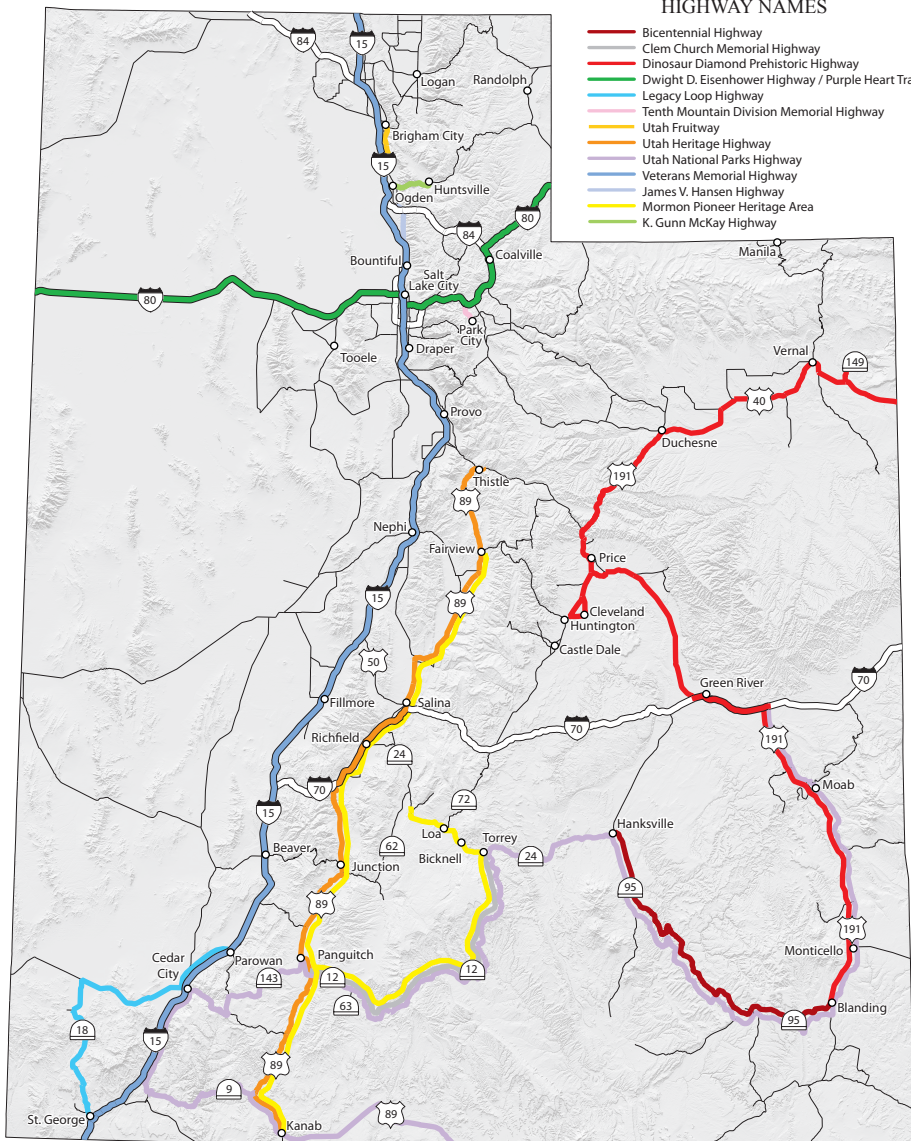 HIGHWAY NAMES
Bicentennial Highway
Clem Church Memorial Highway
Dinosaur Diamond Prehistoric Highway
Dwight D. Eisenhower Highway / Purple Heart Tra
Legacy Loop Highway
Tenth Mountain Division Memorial Highway
Utah Fruitway
Utah Heritage Highway
Utah National Parks Highway
Veterans Memorial Highway
James V. Hansen Highway
Mormon Pioneer Heritage Area
K. Gunn McKay Highway
84
15
Logan
Randolph
Brigham City
15
Huntsville
Ogden
80
84
Manila
Bountiful
Coalville
Salt
Lake City
80
Park
City
Tooele
Draper
Vernal
149
40
Provo
Duchesne
Thistle
191
89
Nephi
Fairview
Price
15
89
Cleveland
Huntington
Castle Dale
50
Green River
70
Fillmore
Salina
70
Richfield
24
191
70
Moab
15
72
Loa
Hanksville
Torrey
Beaver
62
Bicknell
24
Junction
95
89
191
Cedar
City
Parowan
Panguitch
Monticello
143
12
12
63
Blanding
95
18
15
89
9
St. George
89
Kanab